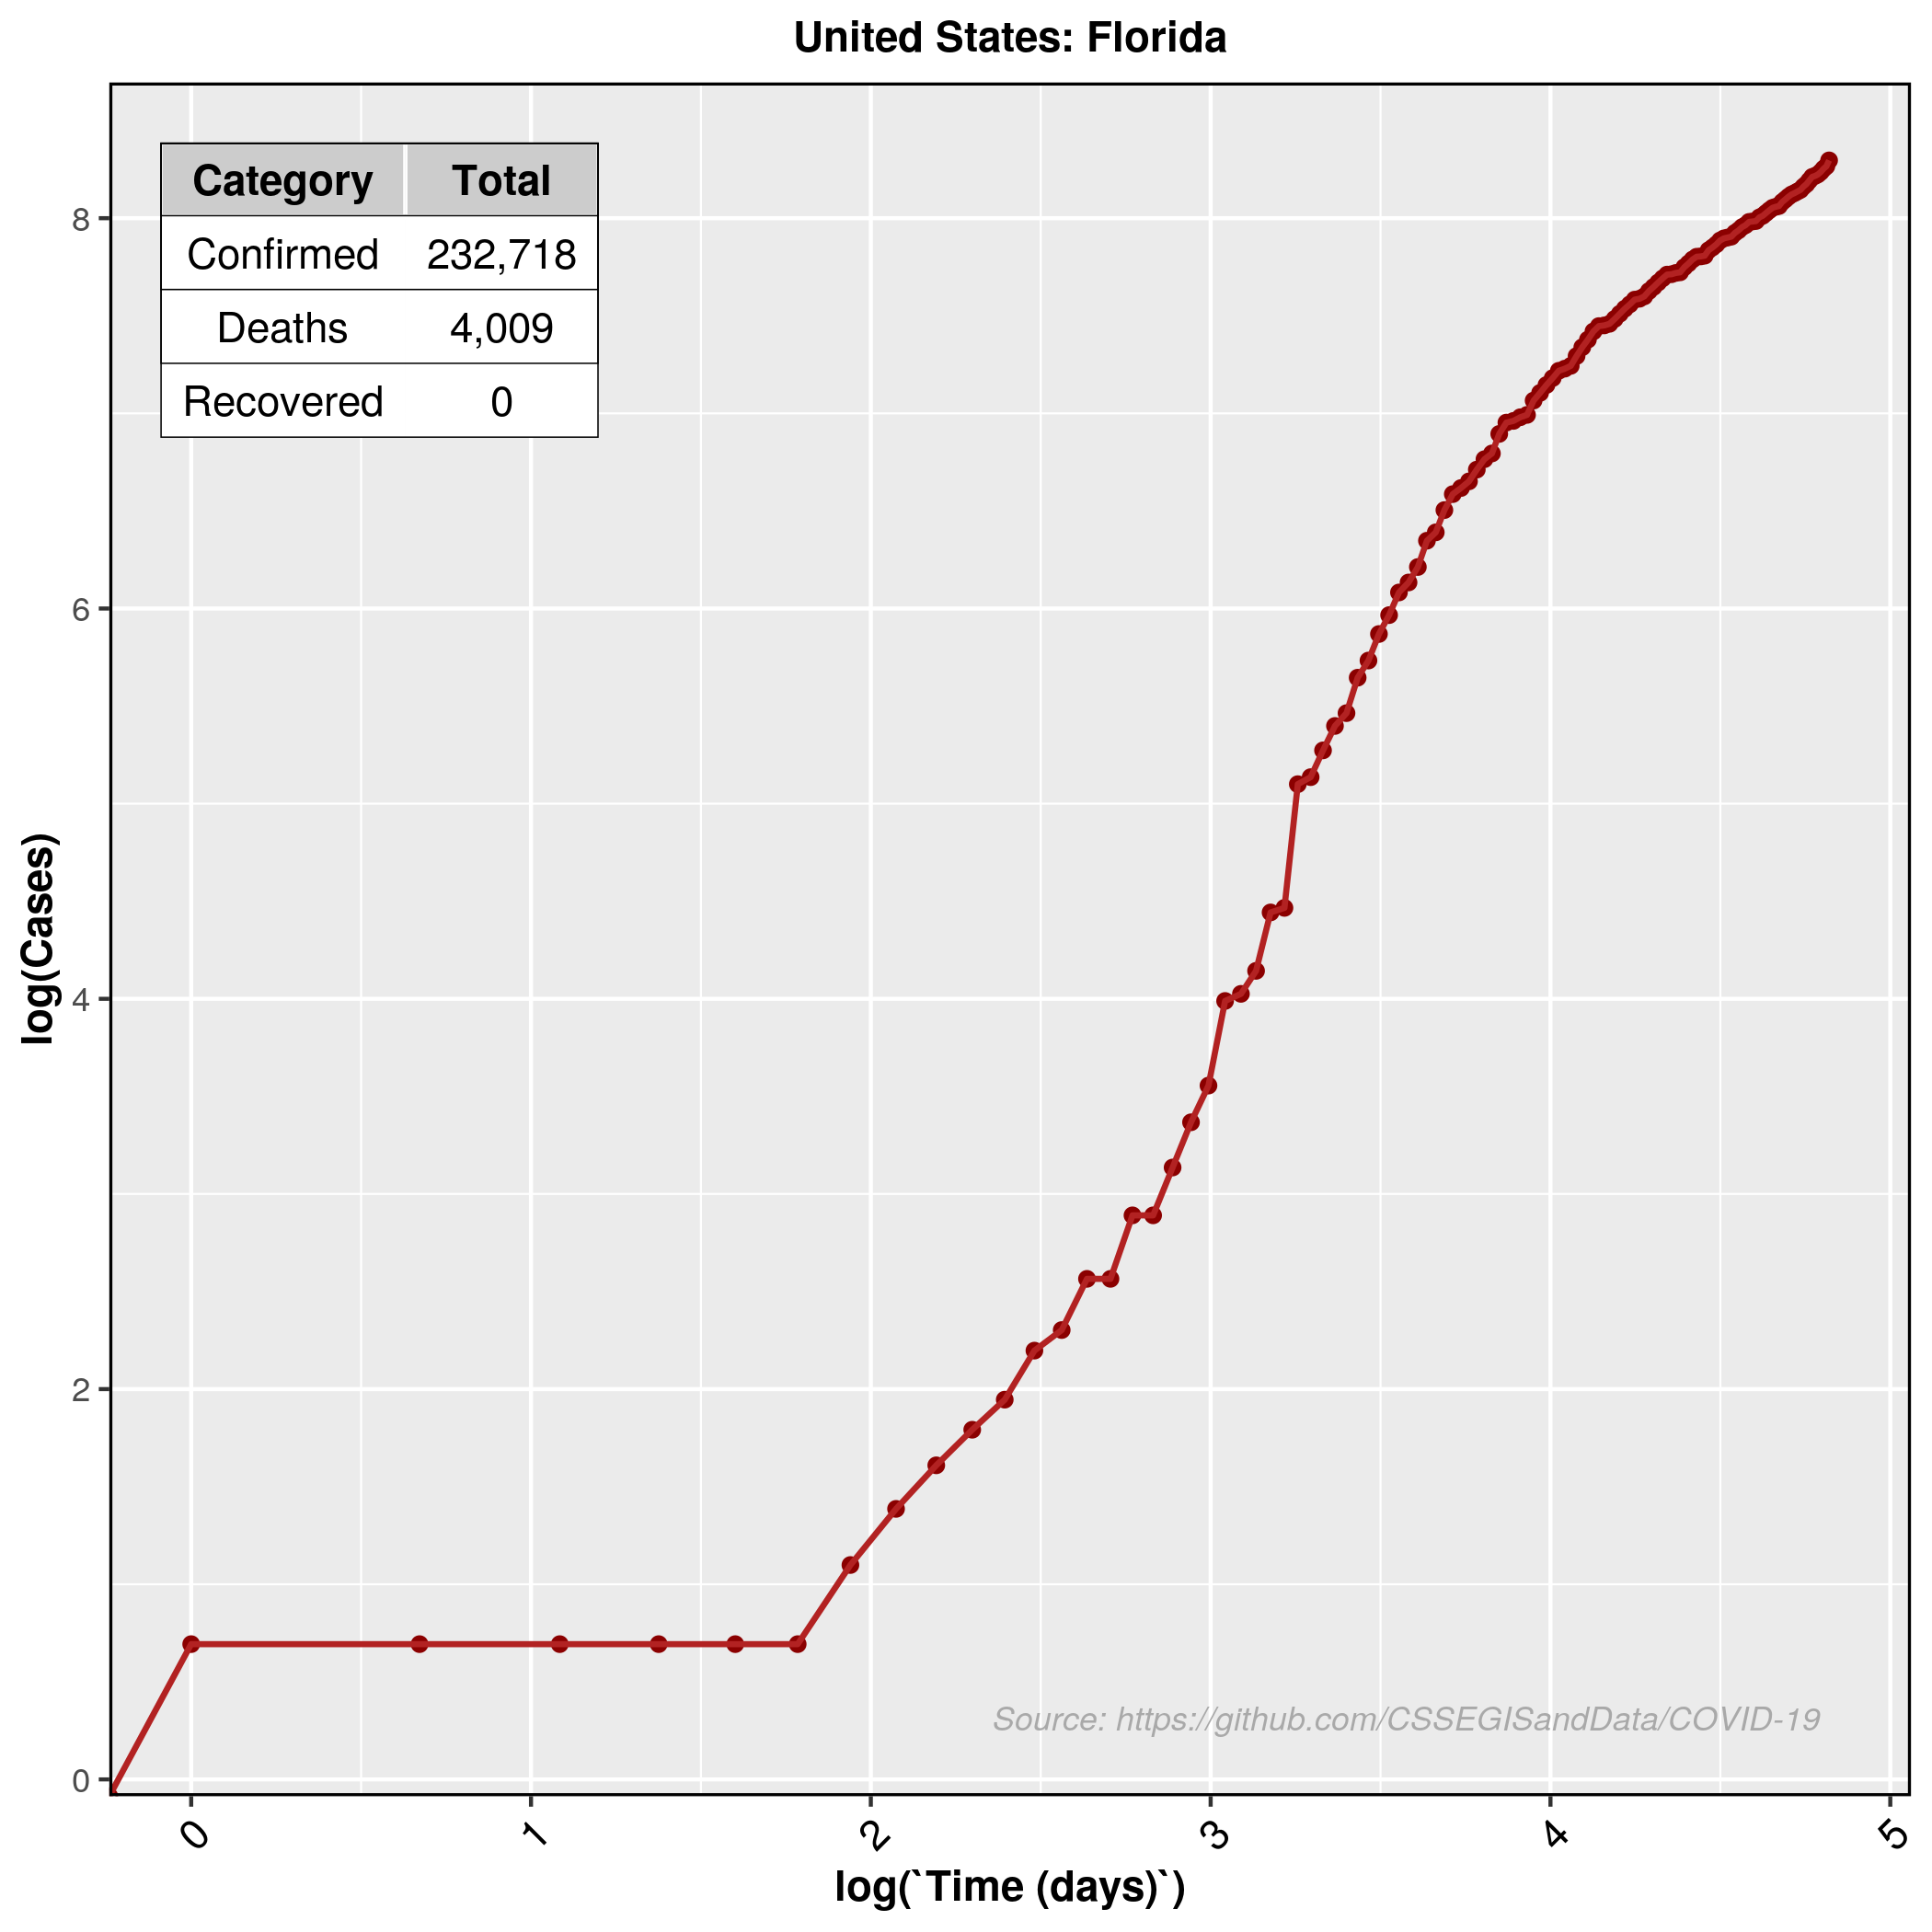 United States: Florida
Category Total
Confirmed 232,718
Deaths 4,009
Recovered 0
8
6
4
2
0
log(Cases)
Source: https://github.com/CSSEGISandData/COVID-19
0 1 2 3 4 5
log(`Time (days)`)